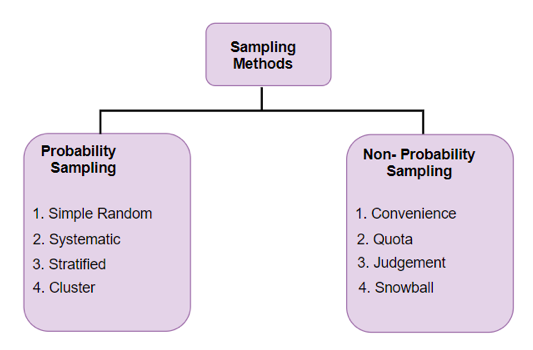 Sampling
Methods
Probability
Sampling
1. Simple Random
2. Systematic
3. Stratified
4. Cluster
Non- Probability
Sampling
1. Convenience
2. Quota
3. Judgement
4. Snowball